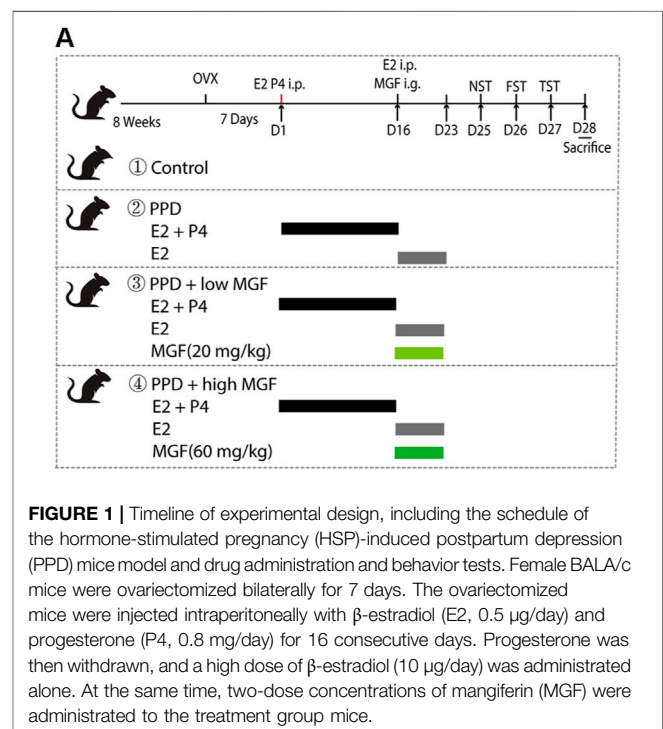 A
E2 i.p.
OVX E2 P4 i.p. MGF i.g. NST FST TST
8 Weeks 7 Days D1 D16 D23 D25 D26 D27 D28
Sacrifice
① Control
② PPD
E2 + P4
E2
③ PPD + low MGF
E2 + P4
E2
MGF(20 mg/kg)
④ PPD + high MGF
E2 + P4
E2
MGF(60 mg/kg)
FIGURE 1 | Timeline of experimental design, including the schedule of
the hormone-stimulated pregnancy (HSP)-induced postpartum depression
(PPD) mice model and drug administration and behavior tests. Female BALA/c
mice were ovariectomized bilaterally for 7 days. The ovariectomized
mice were injected intraperitoneally with β-estradiol (E2, 0.5 μg/day) and
progesterone (P4, 0.8 mg/day) for 16 consecutive days. Progesterone was
then withdrawn, and a high dose of β-estradiol (10 μg/day) was administrated
alone. At the same time, two-dose concentrations of mangiferin (MGF) were
administrated to the treatment group mice.